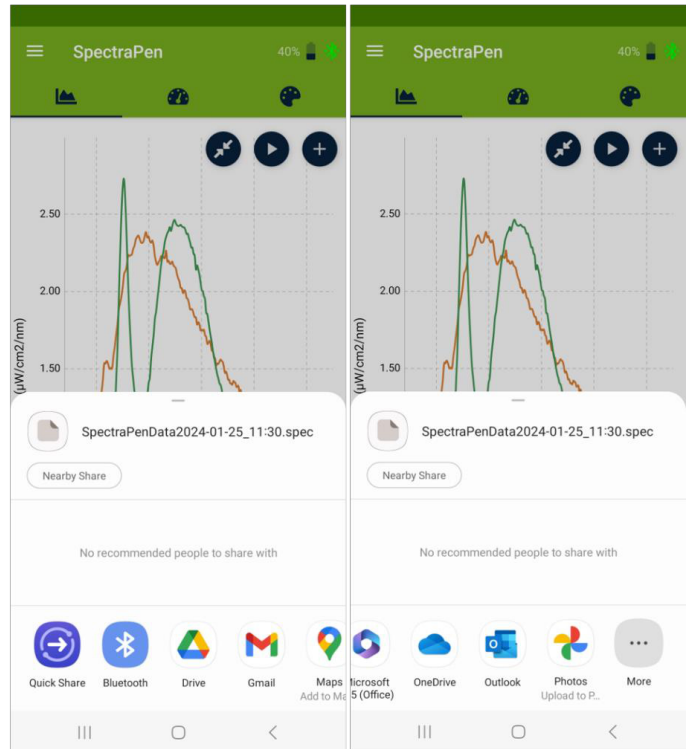 SpectraPen
40%
2.50
2.00
1.50
(µW/cm2/nm)
SpectraPenData2024-01-25_11:30.spec
Nearby Share
No recommended people to share with
Quick Share
Bluetooth
Drive
Gmail
Maps
Add to Ma
SpectraPen
40%
2.50
2.00
1.50
(µW/cm2/nm)
SpectraPenData2024-01-25_11:30.spec
Nearby Share
No recommended people to share with
licrosoft
5 (Office)
OneDrive
Outlook
Photos
Upload to P...
More